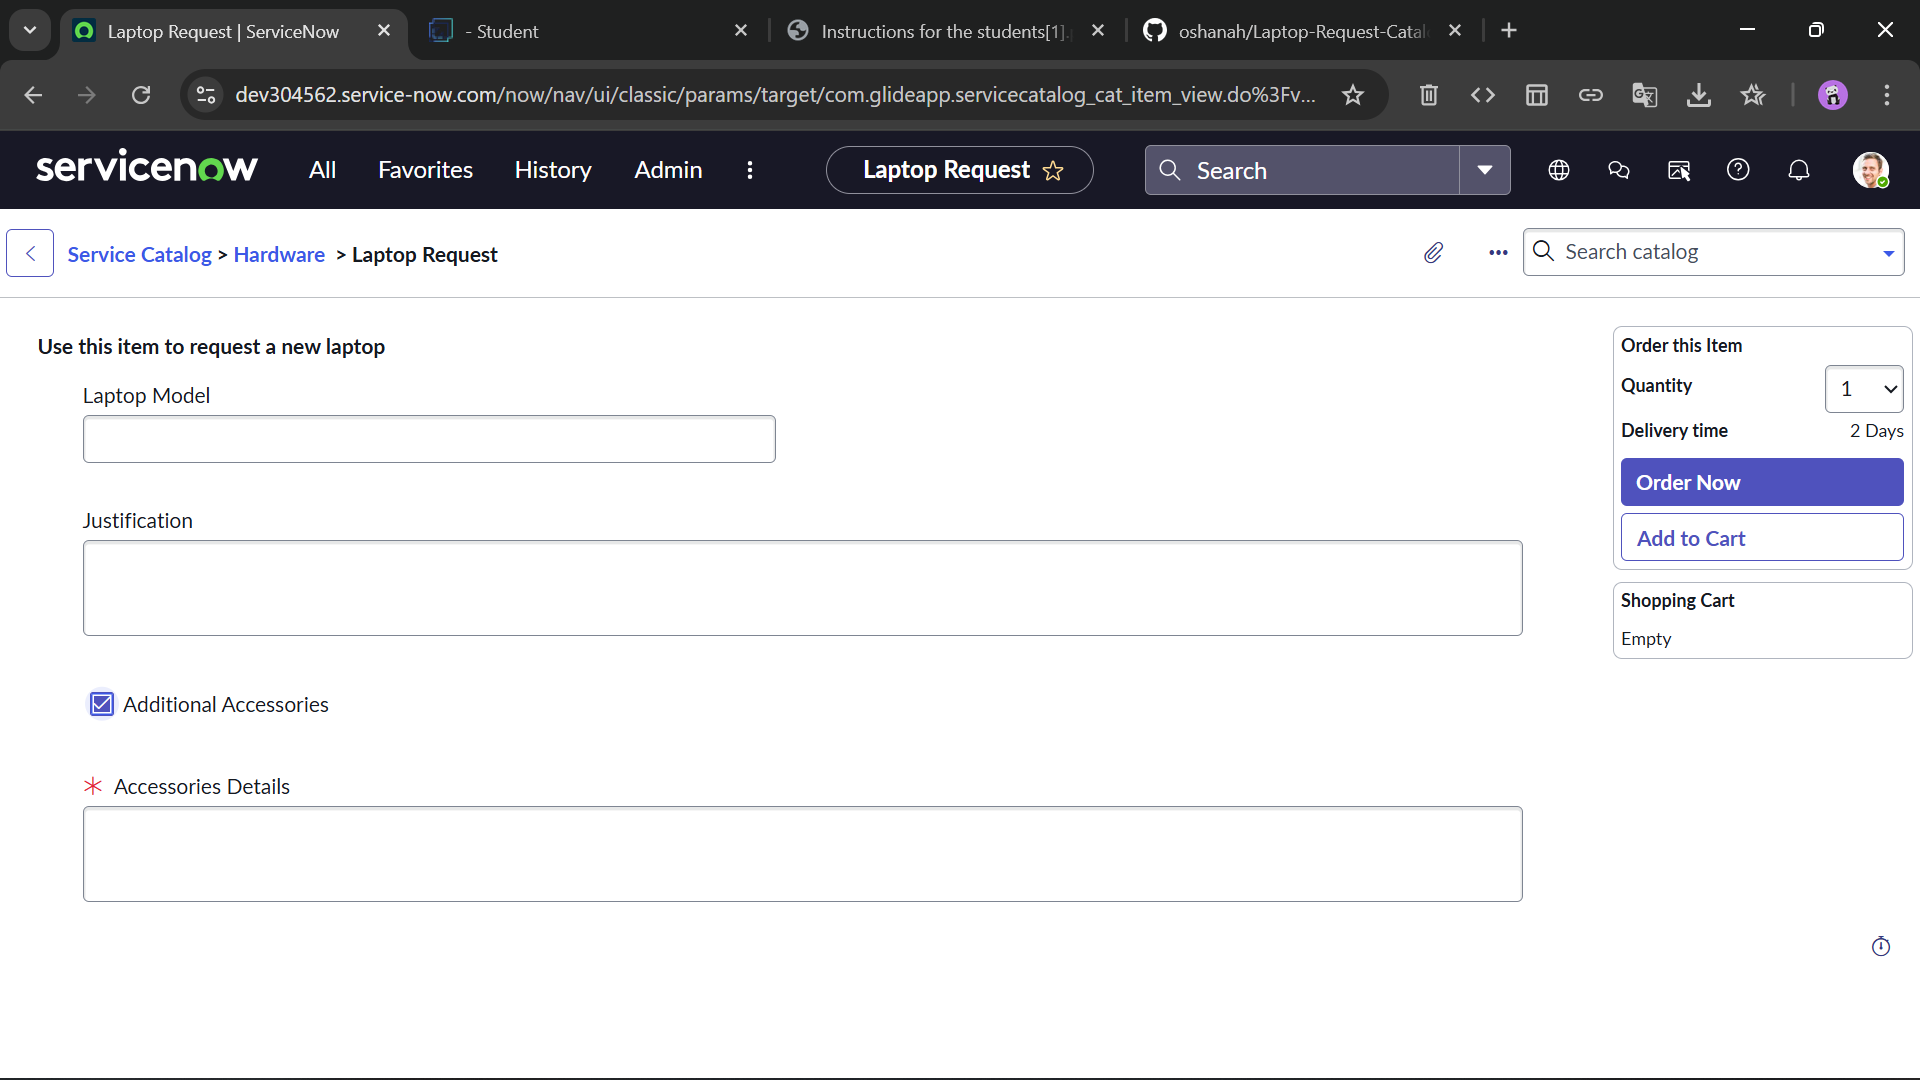 Laptop Request | ServiceNow
- Student
Instructions for the students[1].
oshanah/Laptop-Request-Catal
dev304562.service-now.com/now/nav/ui/classic/params/target/com.glideapp.servicecatalog_cat_item_view.do%3Fv...
servicenow
All
Favorites
History
Admin
Laptop Request
Search
Service Catalog > Hardware > Laptop Request
Search catalog
Use this item to request a new laptop
Laptop Model
Justification
Additional Accessories
* Accessories Details
Order this Item
Quantity
1
Delivery time
2 Days
Order Now
Add to Cart
Shopping Cart
Empty